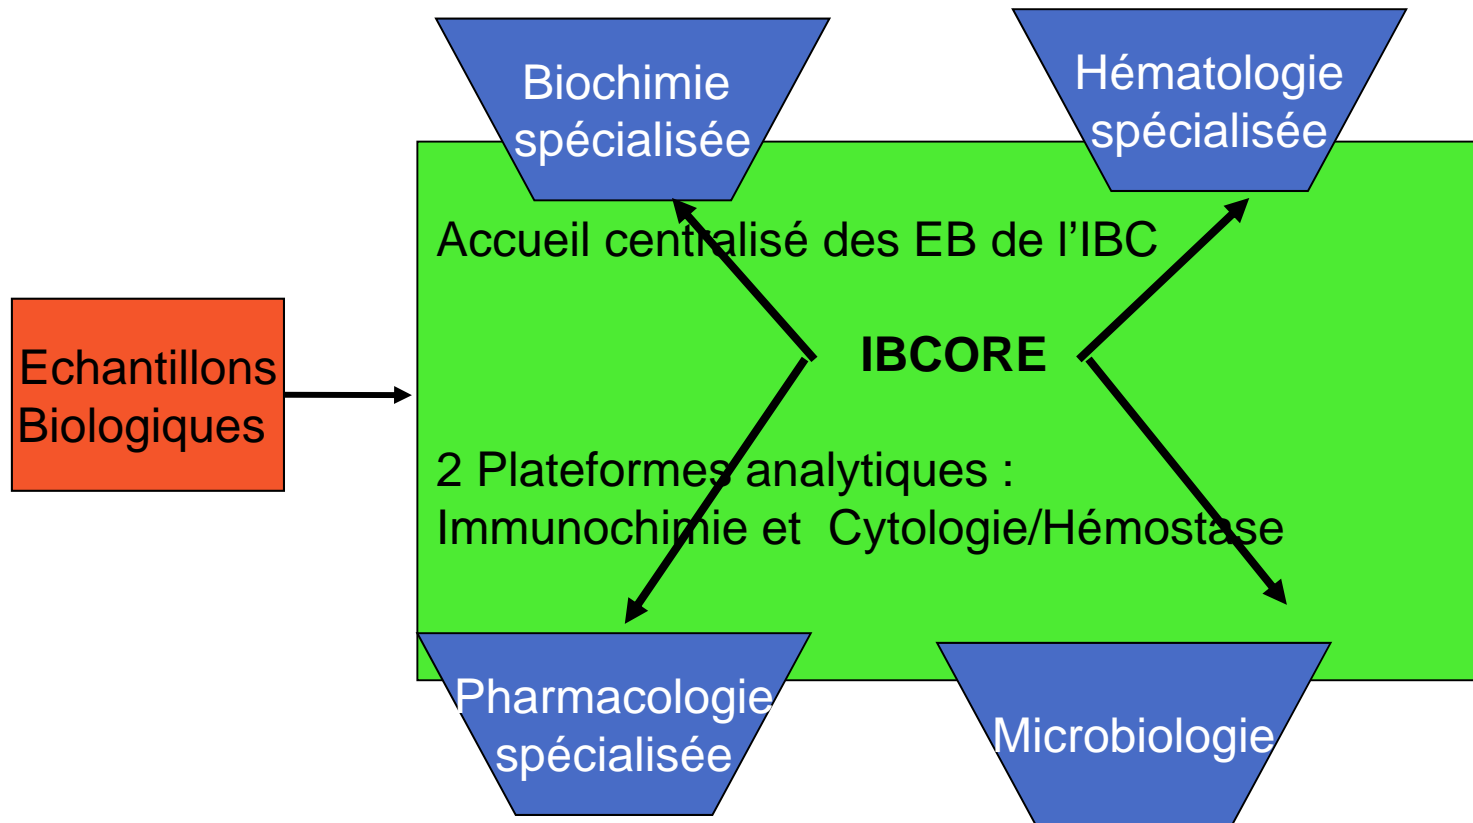 Biochimie
spécialisée
Hématologie
spécialisée
Accueil centralisé des EB de l’IBC
IBCORE
Echantillons
Biologiques
2 Plateformes analytiques :
Immunochimie et  Cytologie/Hémostase
Pharmacologie
spécialisée
Microbiologie